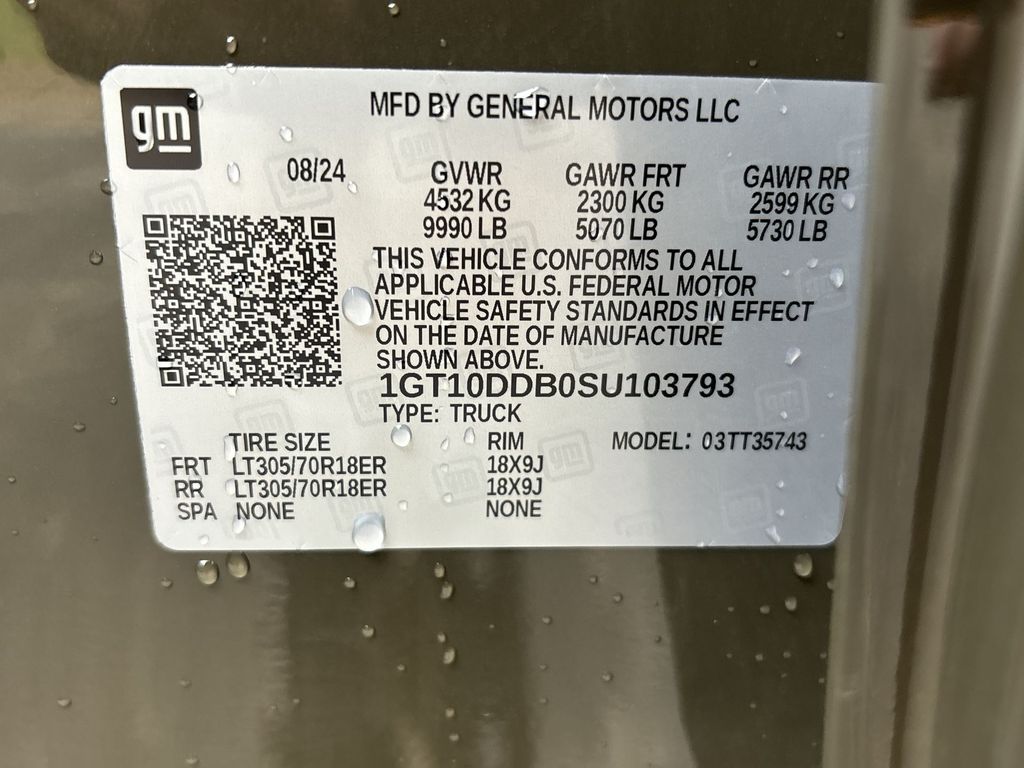 gm
MFD BY GENERAL MOTORS LLC
08/24 GVWR GAWR FRT GAWR RR
4532 KG 2300 KG 2599 KG
9990 LB 5070 LB 5730 LB
THIS VEHICLE CONFORMS TO ALL
APPLICABLE U.S. FEDERAL MOTOR
VEHICLE SAFETY STANDARDS IN EFFECT
ON THE DATE OF MANUFACTURE
SHOWN ABOVE.
1GT10DDB0SU103793
TYPE: TRUCK
TIRE SIZE RIM MODEL: 03TT35743
FRT LT305/70R18ER 18X9J
RR LT305/70R18ER 18X9J
SPA NONE NONE